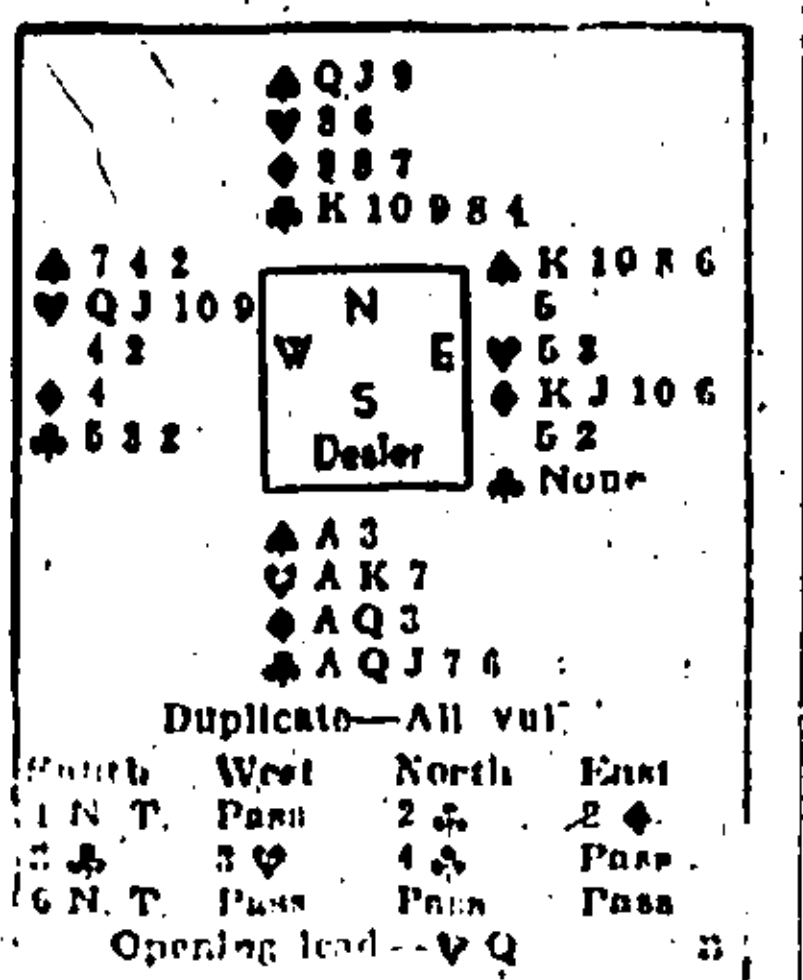 ♠ Q J 9
♥ 8 6
♦ 9 8 7
♣ K 10 9 8 4
♠ 7 4 2
♥ Q J 10 9
4 2
♦ 4
♣ 5 3 2
N
W E
S
Dealer
♠ K 10 8 6
5
♥ 5 3
♦ K J 10 6
5 2
♣ None
♠ A 3
♥ A K 7
♦ A Q 3
♣ A Q J 7 6
Duplicate—All vul.
South West North East
1 N. T. Pass 2 ♣ 2 ♦
3 ♣ 3 ♥ 4 ♣ Pass
6 N. T. Pass Pass Pass
Opening lead--♥ Q